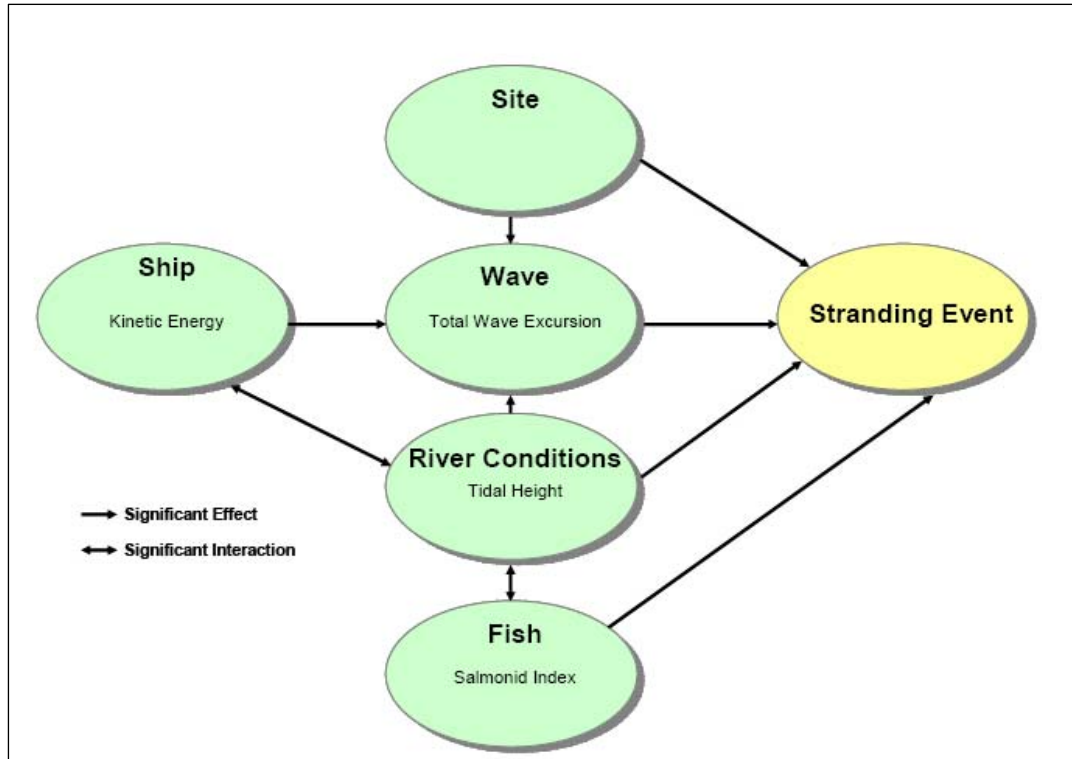 Site
Ship
Kinetic Energy
Wave
Total Wave Excursion
Stranding Event
River Conditions
Tidal Height
Significant Effect
Significant Interaction
Fish
Salmonid Index